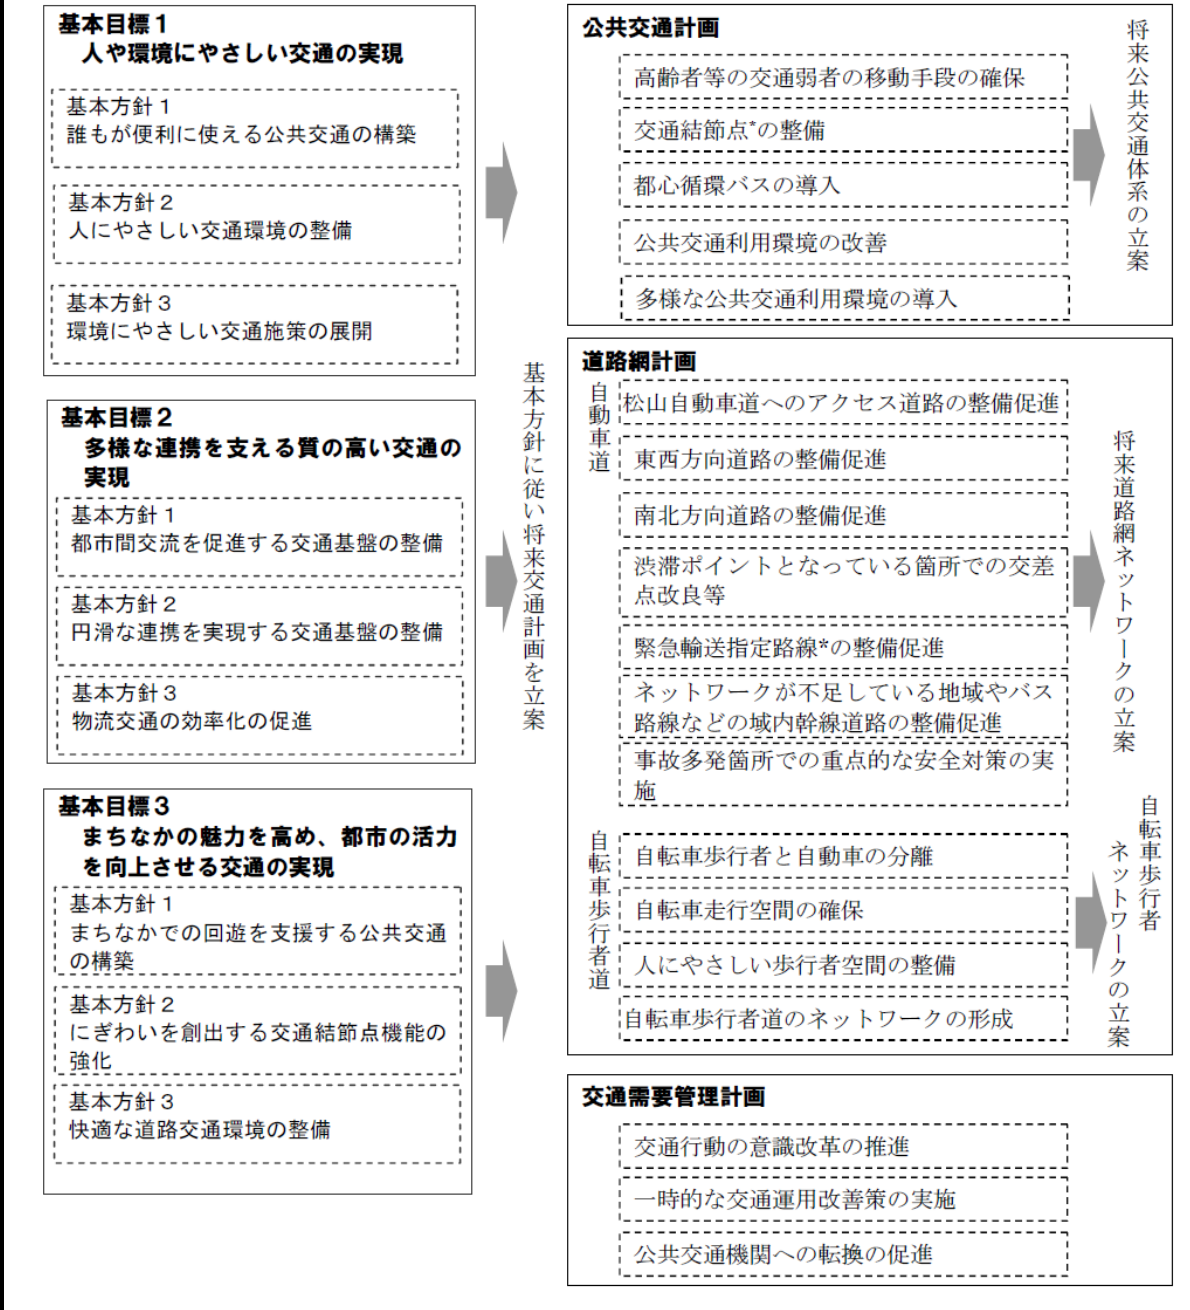 基本目標１
人や環境にやさしい交通の実現
基本方針１
誰もが便利に使える公共交通の構築
基本方針２
人にやさしい交通環境の整備
基本方針３
環境にやさしい交通施策の展開
基本目標２
多様な連携を支える質の高い交通の
実現
基本方針１
都市間交流を促進する交通基盤の整備
基本方針２
円滑な連携を実現する交通基盤の整備
基本方針３
物流交通の効率化の促進
基本目標３
まちなかの魅力を高め、都市の活力
を向上させる交通の実現
基本方針１
まちなかでの回遊を支援する公共交通
の構築
基本方針２
にぎわいを創出する交通結節点機能の
強化
基本方針３
快適な道路交通環境の整備
基本方針に従い将来交通計画を立案
公共交通計画
高齢者等の交通弱者の移動手段の確保
交通結節点*の整備
都心循環バスの導入
公共交通利用環境の改善
多様な公共交通利用環境の導入
将来公共交通体系の立案
道路網計画
自動車道
松山自動車道へのアクセス道路の整備促進
東西方向道路の整備促進
南北方向道路の整備促進
渋滞ポイントとなっている箇所での交差
点改良等
緊急輸送指定路線*の整備促進
ネットワークが不足している地域やバス
路線などの域内幹線道路の整備促進
事故多発箇所での重点的な安全対策の実
施
将来道路網ネットワークの立案
自転車歩行者道
自転車歩行者と自動車の分離
自転車走行空間の確保
人にやさしい歩行者空間の整備
自転車歩行者道のネットワークの形成
自転車歩行者
ネットワークの立案
交通需要管理計画
交通行動の意識改革の推進
一時的な交通運用改善策の実施
公共交通機関への転換の促進